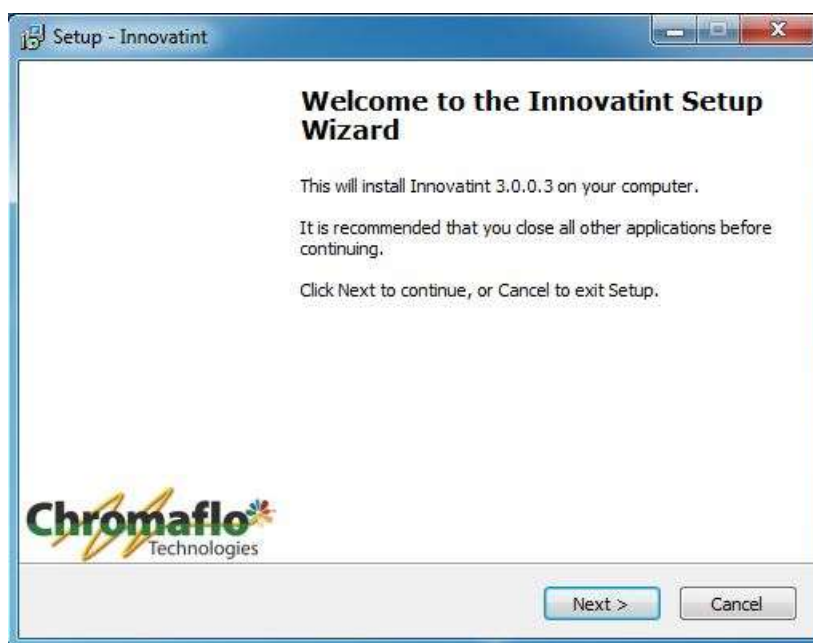 Setup - Innovatint
Welcome to the Innovatint Setup
Wizard
This will install Innovatint 3.0.0.3 on your computer.
It is recommended that you close all other applications before
continuing.
Click Next to continue, or Cancel to exit Setup.
Chromaflo
Technologies
Next >
Cancel